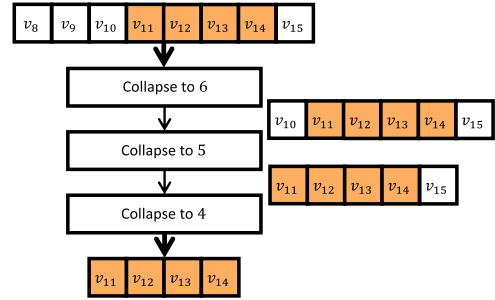 v₈ v₉ v₁₀ v₁₁ v₁₂ v₁₃ v₁₄ v₁₅
Collapse to 6
v₁₀ v₁₁ v₁₂ v₁₃ v₁₄ v₁₅
Collapse to 5
v₁₁ v₁₂ v₁₃ v₁₄ v₁₅
Collapse to 4
v₁₁ v₁₂ v₁₃ v₁₄